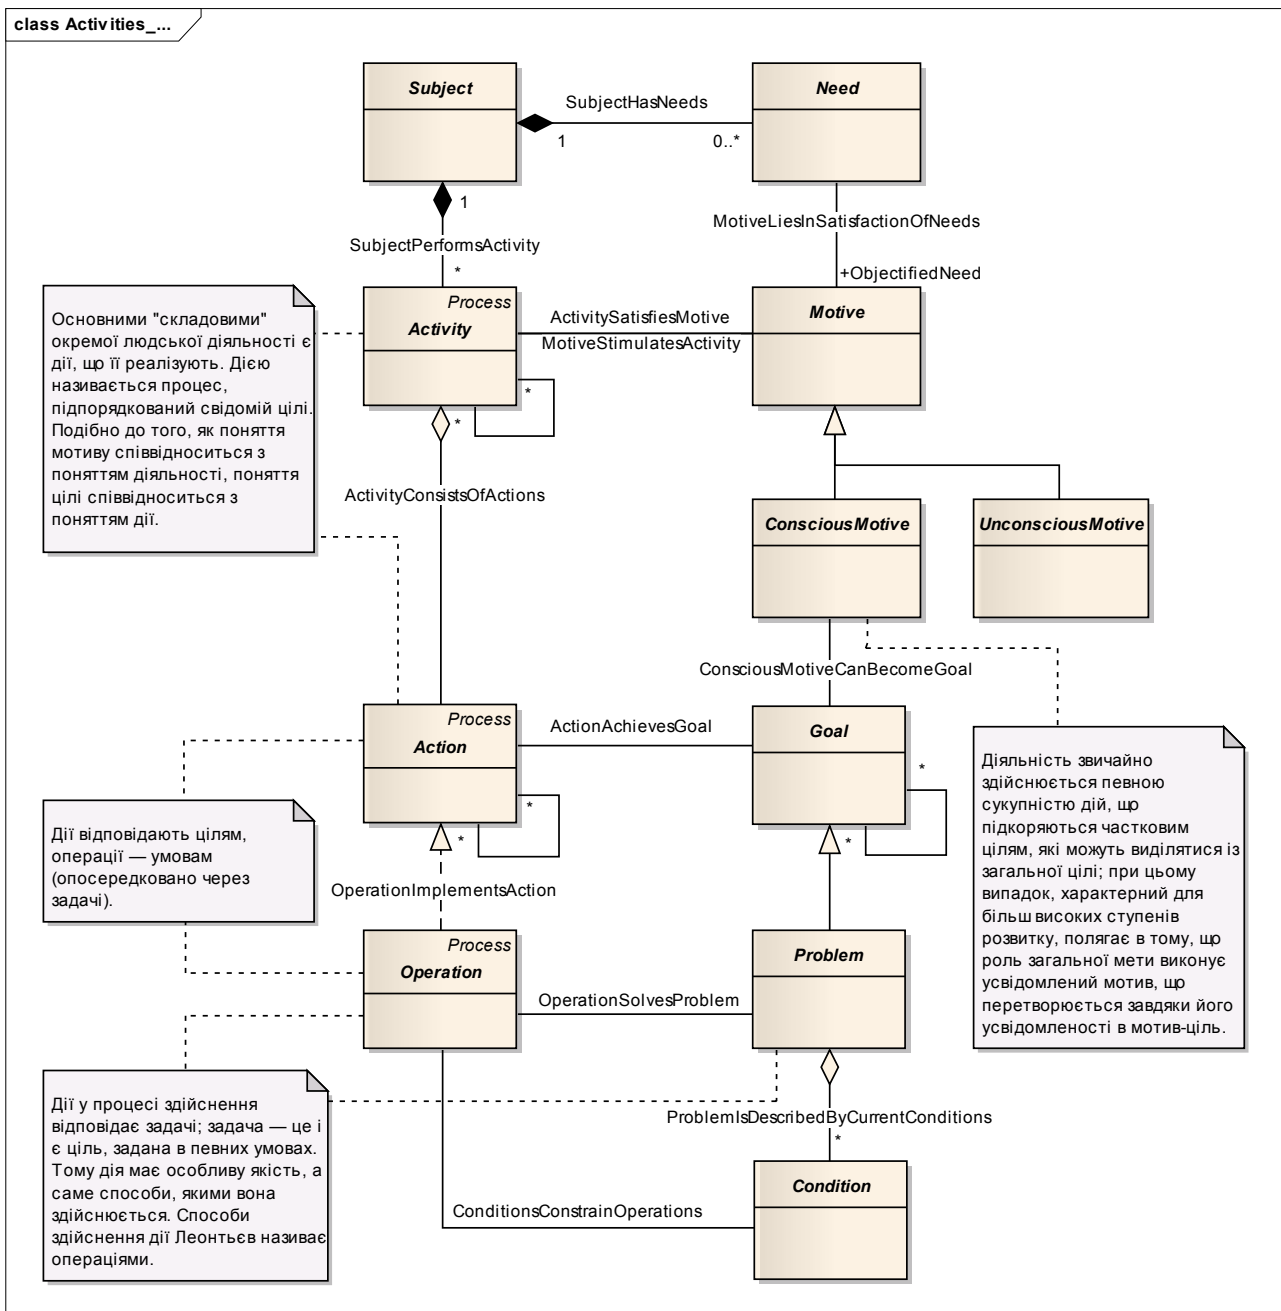 class Activities_...
Subject
Need
SubjectHasNeeds
1
0..*
1
SubjectPerformsActivity
*
MotiveLiesInSatisfactionOfNeeds
+ObjectifiedNeed
Process
Activity
Motive
ActivitySatisfiesMotive
MotiveStimulatesActivity
*
*
Основними "складовими"
окремої людської діяльності є
дії, що її реалізують. Дією
називається процес,
підпорядкований свідомій цілі.
Подібно до того, як поняття
мотиву співвідноситься з
поняттям діяльності, поняття
цілі співвідноситься з
поняттям дії.
ActivityConsistsOfActions
ConsciousMotive
UnconsciousMotive
ConsciousMotiveCanBecomeGoal
Process
Action
ActionAchievesGoal
Goal
*
*
*
*
Діяльність звичайно
здійснюється певною
сукупністю дій, що
підкоряються частковим
цілям, які можуть виділятися із
загальної цілі; при цьому
випадок, характерний для
більш високих ступенів
розвитку, полягає в тому, що
роль загальної мети виконує
усвідомлений мотив, що
перетворюється завдяки його
усвідомленості в мотив-ціль.
Дії відповідають цілям,
операції — умовам
(опосередковано через
задачі).
OperationImplementsAction
Process
Operation
Problem
OperationSolvesProblem
Дії у процесі здійснення
відповідає задачі; задача — це і
є ціль, задана в певних умовах.
Тому дія має особливу якість, а
саме способи, якими вона
здійснюється. Способи
здійснення дії Леонтьєв називає
операціями.
ProblemIsDescribedByCurrentConditions
*
Condition
ConditionsConstrainOperations